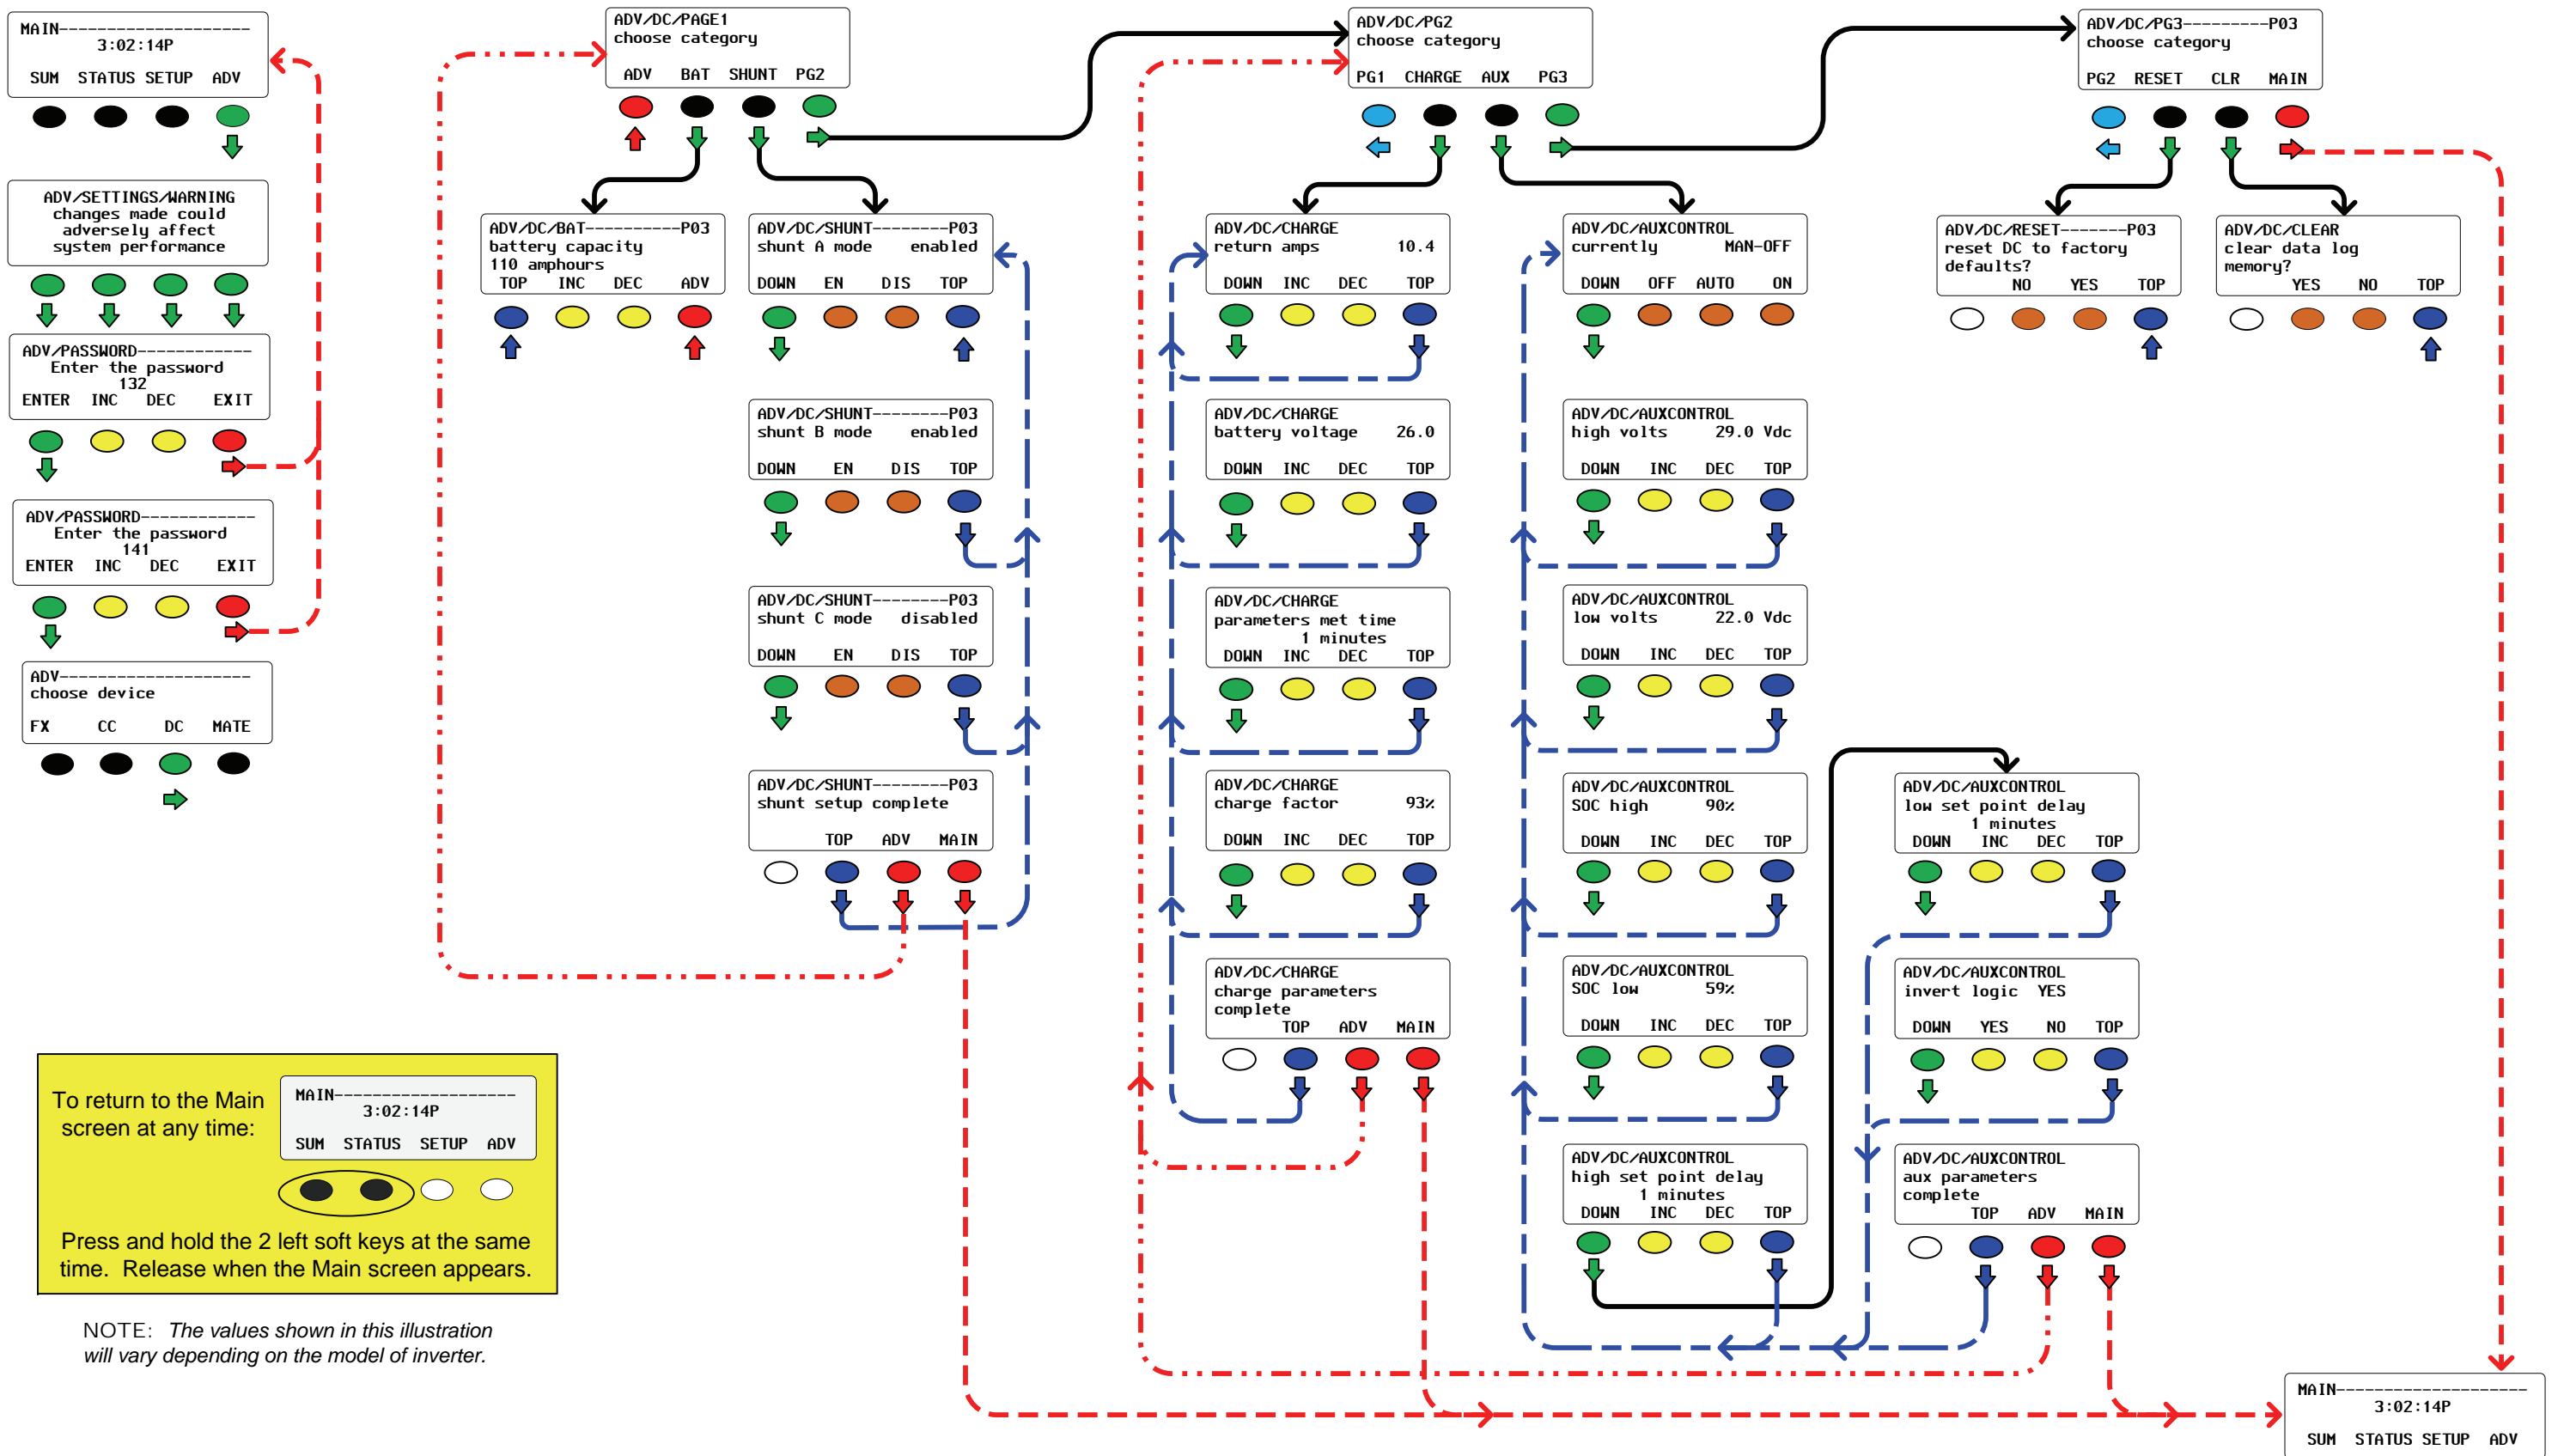 MAIN--------------------
3:02:14P
SUM STATUS SETUP ADV
ADV/SETTINGS/WARNING
changes made could
adversely affect
system performance
ADV/PASSWORD------------
Enter the password
132
ENTER INC DEC EXIT
ADV/PASSWORD------------
Enter the password
141
ENTER INC DEC EXIT
ADV--------------------
choose device
FX CC DC MATE
To return to the Main
screen at any time:
MAIN-------------------
3:02:14P
SUM STATUS SETUP ADV
Press and hold the 2 left soft keys at the same
time. Release when the Main screen appears.
NOTE: The values shown in this illustration
will vary depending on the model of inverter.
ADV/DC/PAGE1
choose category
ADV BAT SHUNT PG2
ADV/DC/BAT----------P03
battery capacity
110 amphours
TOP INC DEC ADV
ADV/DC/SHUNT--------P03
shunt A mode enabled
DOWN EN DIS TOP
ADV/DC/SHUNT--------P03
shunt B mode enabled
DOWN EN DIS TOP
ADV/DC/SHUNT--------P03
shunt C mode disabled
DOWN EN DIS TOP
ADV/DC/SHUNT--------P03
shunt setup complete
TOP ADV MAIN
ADV/DC/PG2
choose category
PG1 CHARGE AUX PG3
ADV/DC/CHARGE
return amps 10.4
DOWN INC DEC TOP
ADV/DC/CHARGE
battery voltage 26.0
DOWN INC DEC TOP
ADV/DC/CHARGE
parameters met time
1 minutes
DOWN INC DEC TOP
ADV/DC/CHARGE
charge factor 93%
DOWN INC DEC TOP
ADV/DC/CHARGE
charge parameters
complete
TOP ADV MAIN
ADV/DC/AUXCONTROL
currently MAN-OFF
DOWN OFF AUTO ON
ADV/DC/AUXCONTROL
high volts 29.0 Vdc
DOWN INC DEC TOP
ADV/DC/AUXCONTROL
low volts 22.0 Vdc
DOWN INC DEC TOP
ADV/DC/AUXCONTROL
SOC high 90%
DOWN INC DEC TOP
ADV/DC/AUXCONTROL
SOC low 59%
DOWN INC DEC TOP
ADV/DC/AUXCONTROL
high set point delay
1 minutes
DOWN INC DEC TOP
ADV/DC/AUXCONTROL
low set point delay
1 minutes
DOWN INC DEC TOP
ADV/DC/AUXCONTROL
invert logic YES
DOWN YES NO TOP
ADV/DC/AUXCONTROL
aux parameters
complete
TOP ADV MAIN
ADV/DC/PG3---------P03
choose category
PG2 RESET CLR MAIN
ADV/DC/RESET-------P03
reset DC to factory
defaults?
NO YES TOP
ADV/DC/CLEAR
clear data log
memory?
YES NO TOP
MAIN--------------------
3:02:14P
SUM STATUS SETUP ADV